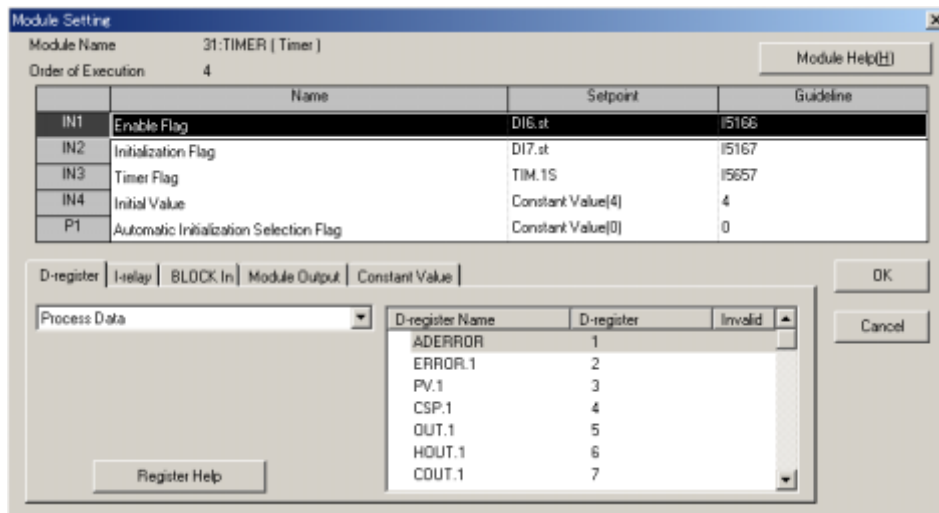 Module Setting
Module Name 31:TIMER ( Timer )
Module Help(H)
Order of Execution 4
Name Setpoint Guideline
IN1 Enable Flag DI6.st I5166
IN2 Initialization Flag DI7.st I5167
IN3 Timer Flag TIM.1S I5657
IN4 Initial Value Constant Value(4) 4
P1 Automatic Initialization Selection Flag Constant Value(0) 0
D-register I-relay BLOCK In Module Output Constant Value OK
Process Data D-register Name D-register Invalid Cancel
ADERROR 1
ERROR.1 2
PV.1 3
CSP.1 4
OUT.1 5
HOUT.1 6
Register Help COUT.1 7